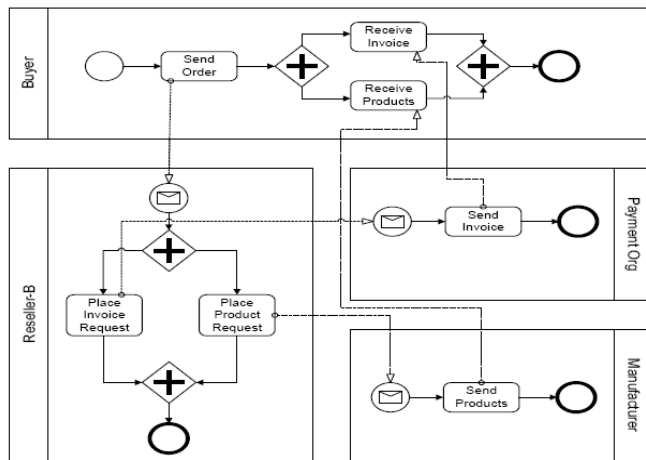 Buyer
Send
Order
Receive
Invoice
Receive
Products
Reseller-B
Place
Invoice
Request
Place
Product
Request
Payment Org
Send
Invoice
Manufacturer
Send
Products